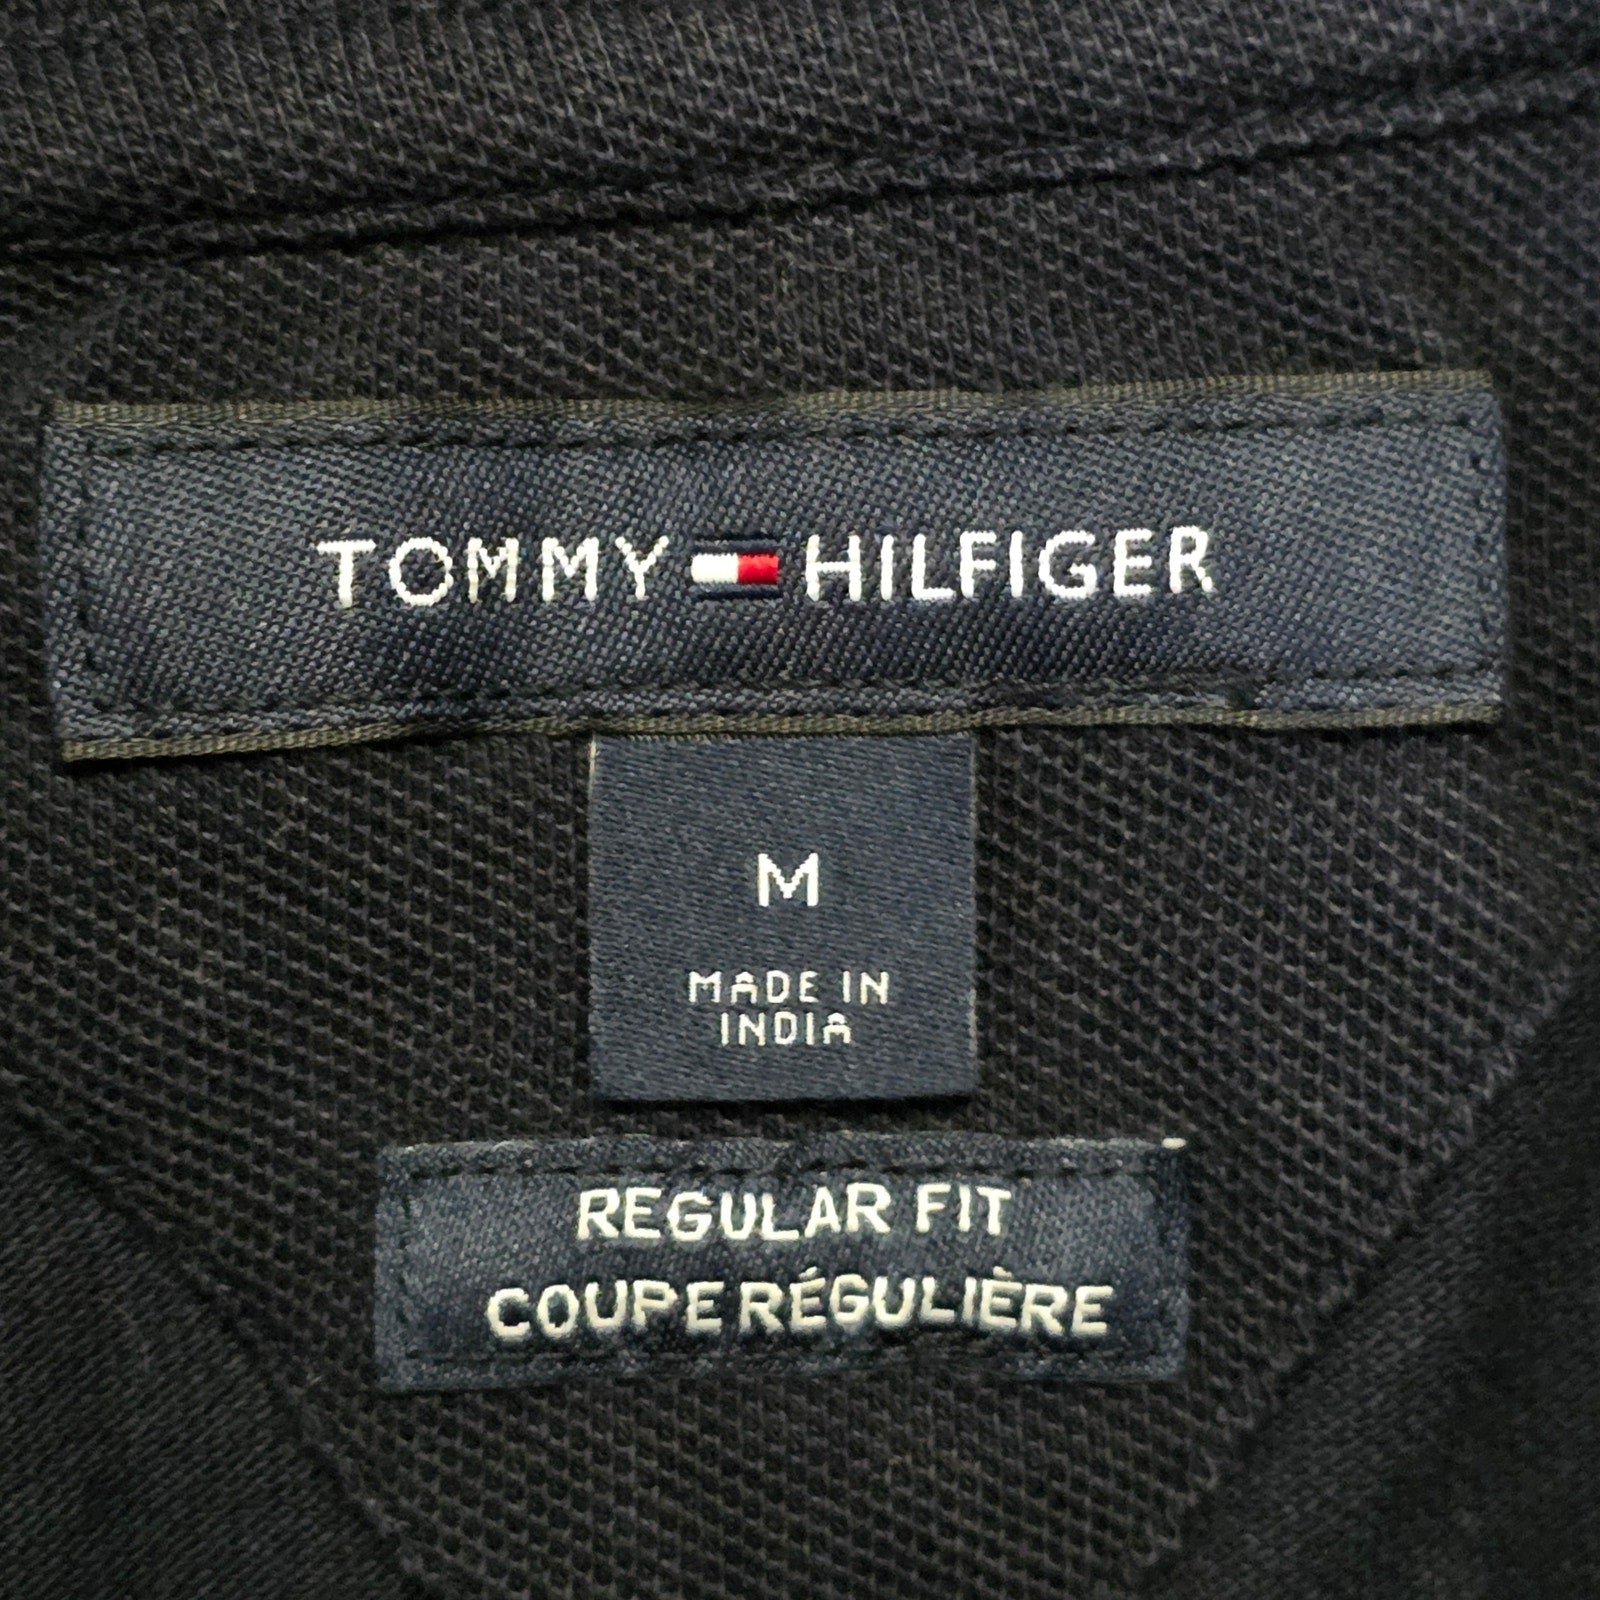 TOMMY HILFIGER
M
MADE IN
INDIA
REGULAR FIT
COUPE RÉGULIÈRE